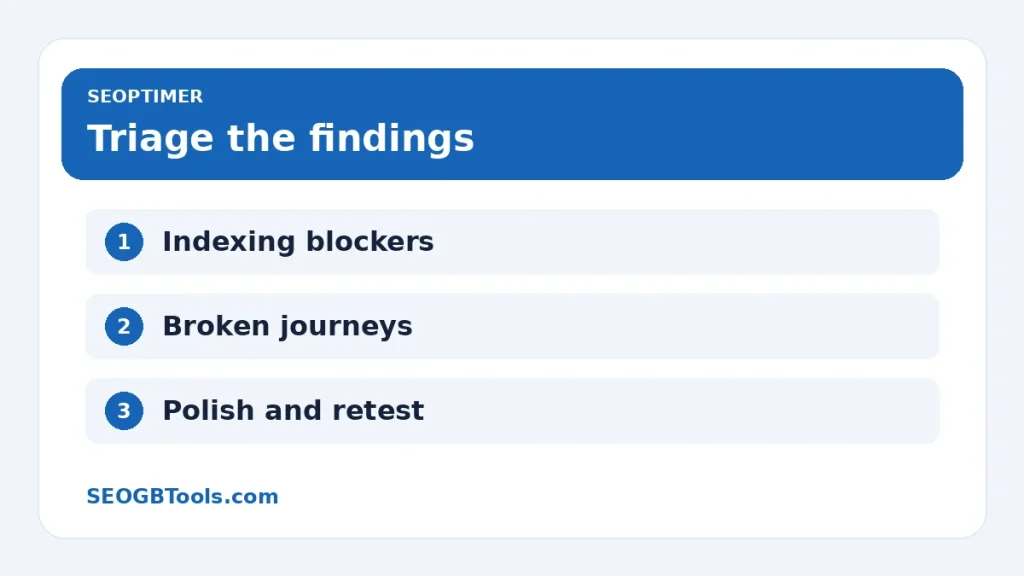 SEOPTIMER
Triage the findings
1 Indexing blockers
2 Broken journeys
3 Polish and retest
SEOGBTools.com